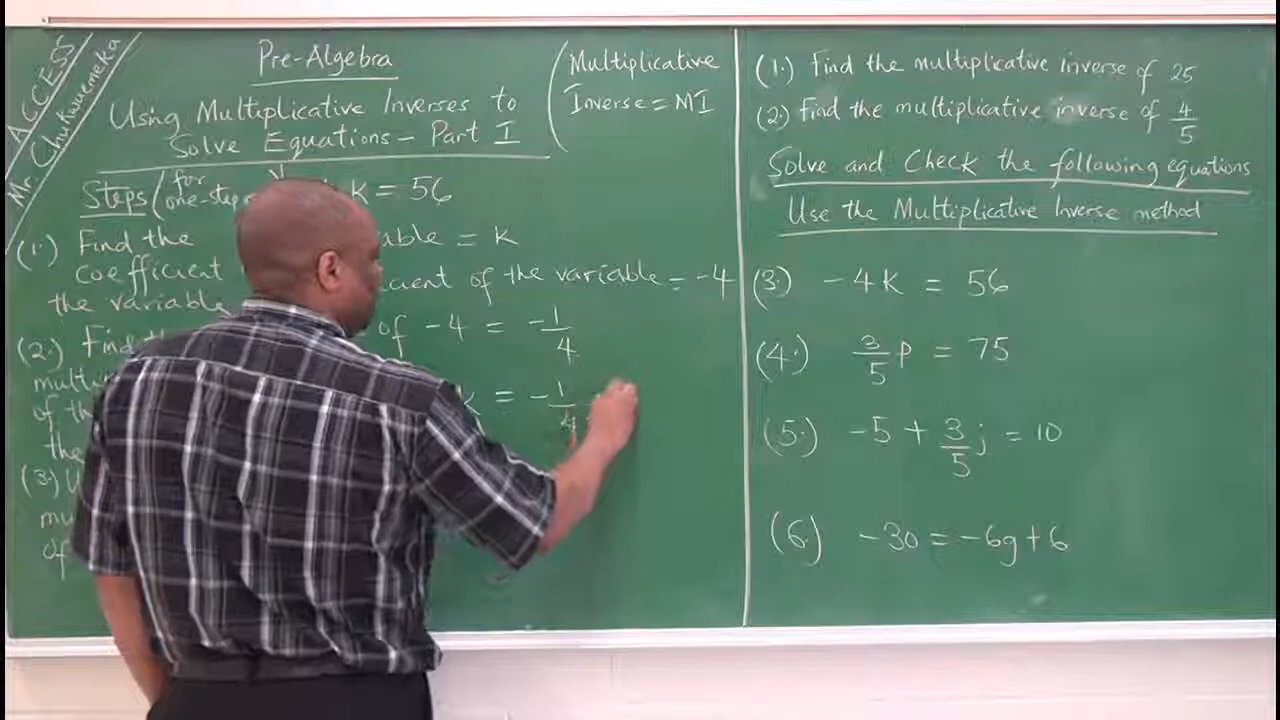 ACCESS
Mr. Chukwuemeka
Pre-Algebra
Using Multiplicative Inverses to
Solve Equations - Part I
(Multiplicative
Inverse = MI
Steps (for
one-step
k = 56
(1.) Find the
coefficient
the variable
able = k
cient of the variable = -4
(2.) Find
of -4 = -1/4
of the
k = -1/4
the
(3.)
of
(1.) Find the multiplicative inverse of 25
(2.) Find the multiplicative inverse of 4/5
Solve and Check the following equations
Use the Multiplicative Inverse method
(3.) -4k = 56
(4.) 3/5 p = 75
(5.) -5 + 3/5 j = 10
(6.) -30 = -6g + 6